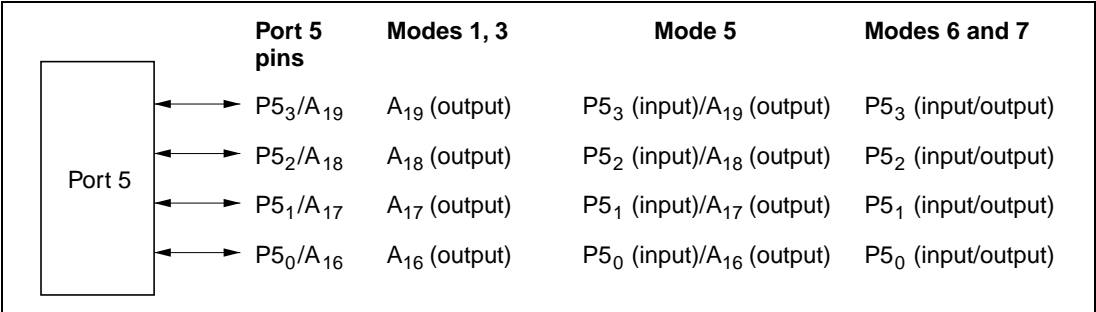 Port 5 pins Modes 1, 3 Mode 5 Modes 6 and 7
P5₃/A₁₉ A₁₉ (output) P5₃ (input)/A₁₉ (output) P5₃ (input/output)
P5₂/A₁₈ A₁₈ (output) P5₂ (input)/A₁₈ (output) P5₂ (input/output)
Port 5
P5₁/A₁₇ A₁₇ (output) P5₁ (input)/A₁₇ (output) P5₁ (input/output)
P5₀/A₁₆ A₁₆ (output) P5₀ (input)/A₁₆ (output) P5₀ (input/output)